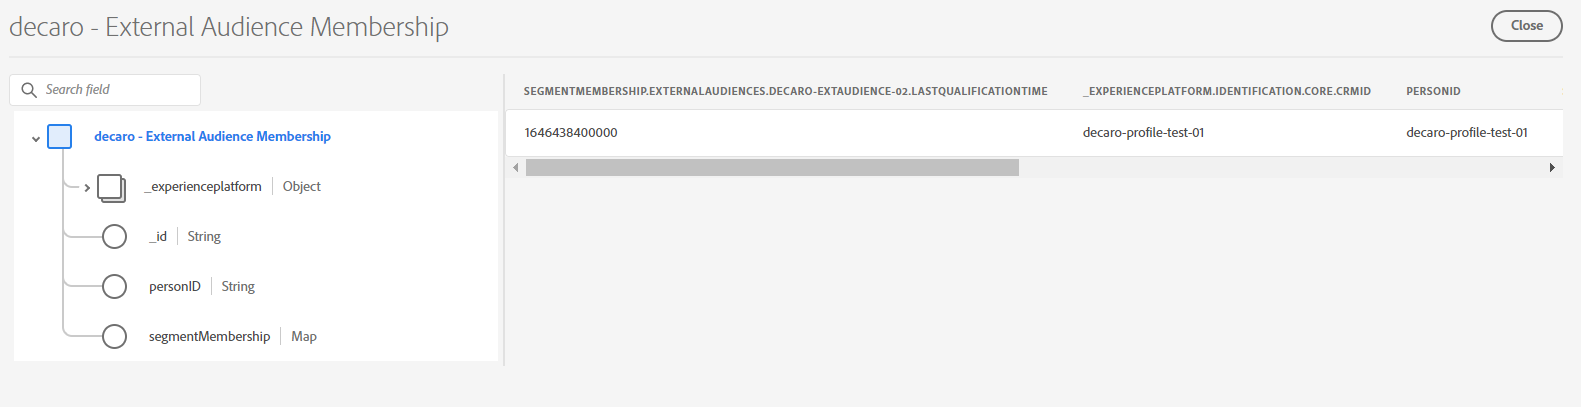 decaro - External Audience Membership
Close
Search field
decaro - External Audience Membership
_experienceplatform Object
_id String
personID String
segmentMembership Map
SEGMENTMEMBERSHIP.EXTERNALAUDIENCES.DECARO-EXTAUDIENCE-02.LASTQUALIFICATIONTIME _EXPERIENCEPLATFORM.IDENTIFICATION.CORE.CRMID PERSONID
1646438400000 decaro-profile-test-01 decaro-profile-test-01